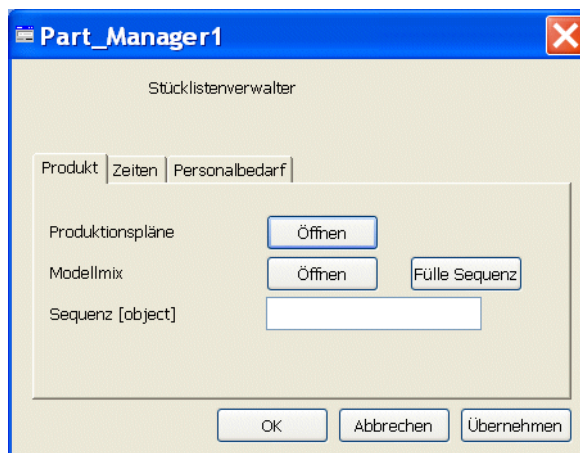 Part_Manager1
Stücklistenverwalter
Produkt Zeiten Personalbedarf
Produktionspläne Öffnen
Modellmix Öffnen Fülle Sequenz
Sequenz [object]
OK Abbrechen Übernehmen